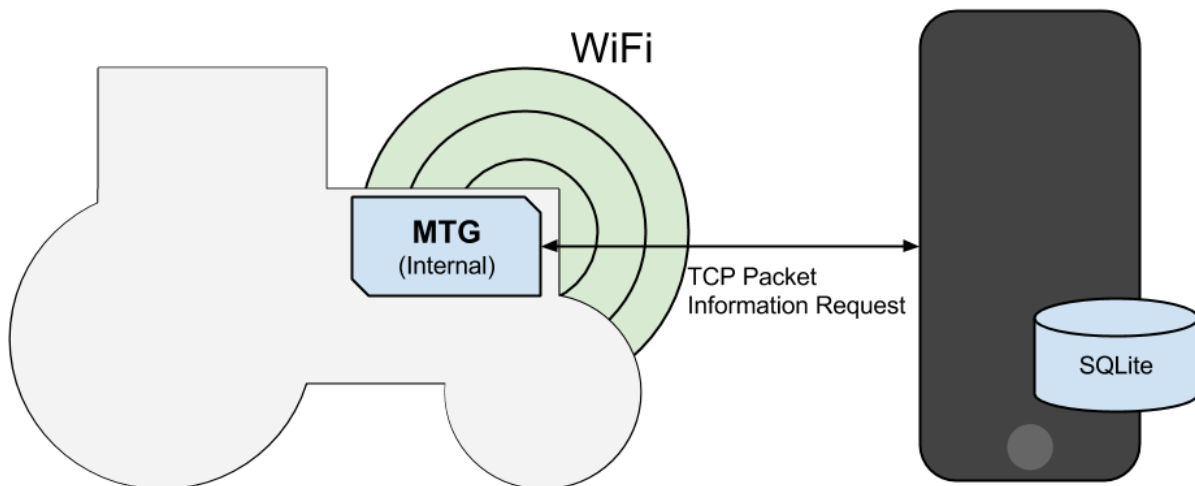 WiFi
MTG
(Internal)
TCP Packet
Information Request
SQLite